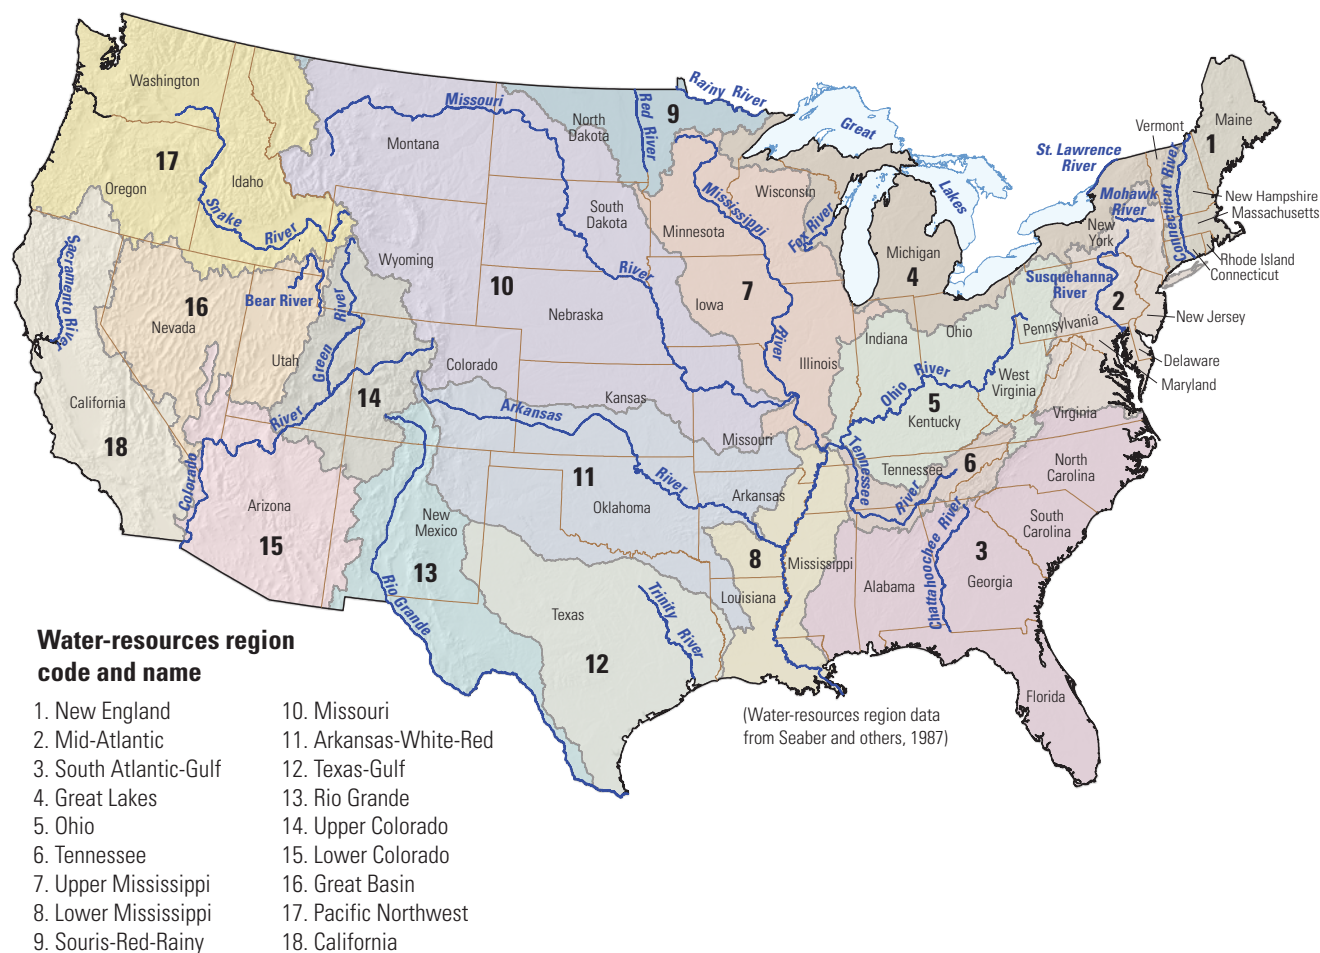 Washington
Oregon
17
Idaho
Snake
River
Sacramento River
16
Nevada
Bear River
Utah
Green
River
California
18
Montana
Missouri
Wyoming
10
Colorado
14
River
Colorado
Arizona
15
North
Dakota
Red River
9
Rainy River
South
Dakota
River
Nebraska
Kansas
Arkansas
River
11
Oklahoma
New
Mexico
13
Rio Grande
Texas
12
Trinity
River
Minnesota
Mississippi
River
Wisconsin
Fox River
7
Iowa
Illinois
Missouri
Arkansas
8
Louisiana
Mississippi
Great
Lakes
Michigan
4
Indiana
Ohio
Ohio River
5
Kentucky
West
Virginia
Tennessee
River
Tennessee
6
Alabama
Chattahoochee River
3
Georgia
Florida
North
Carolina
South
Carolina
Virginia
Pennsylvania
Susquehanna
River
2
New
York
Mohawk
River
St. Lawrence
River
Connecticut River
Vermont
Maine
1
New Hampshire
Massachusetts
Rhode Island
Connecticut
New Jersey
Delaware
Maryland
(Water-resources region data
from Seaber and others, 1987)
Water-resources region
code and name
1. New England
2. Mid-Atlantic
3. South Atlantic-Gulf
4. Great Lakes
5. Ohio
6. Tennessee
7. Upper Mississippi
8. Lower Mississippi
9. Souris-Red-Rainy
10. Missouri
11. Arkansas-White-Red
12. Texas-Gulf
13. Rio Grande
14. Upper Colorado
15. Lower Colorado
16. Great Basin
17. Pacific Northwest
18. California